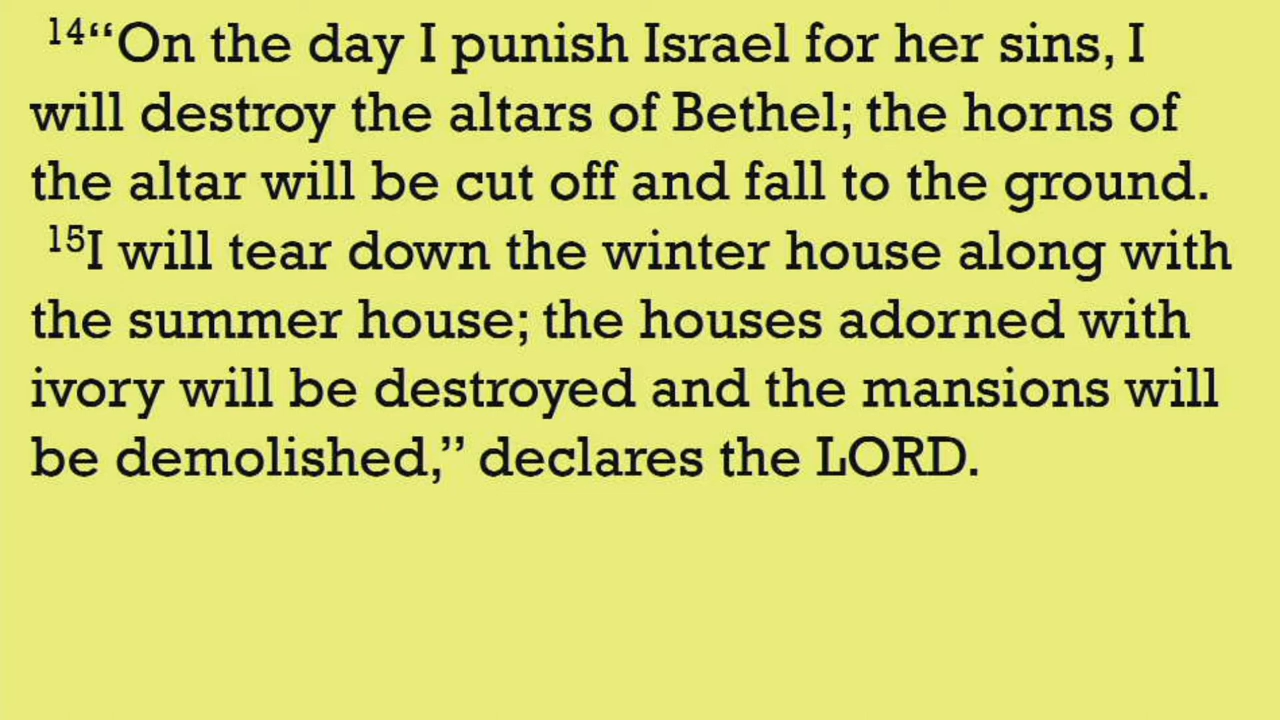 14“On the day I punish Israel for her sins, I
will destroy the altars of Bethel; the horns of
the altar will be cut off and fall to the ground.
15I will tear down the winter house along with
the summer house; the houses adorned with
ivory will be destroyed and the mansions will
be demolished,” declares the LORD.